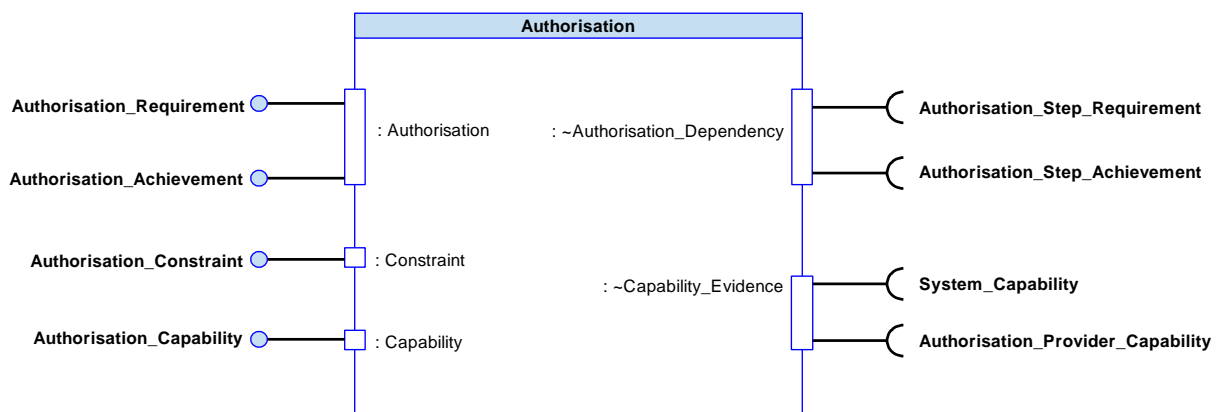 Authorisation
Authorisation_Requirement
Authorisation_Step_Requirement
: Authorisation
: ~Authorisation_Dependency
Authorisation_Achievement
Authorisation_Step_Achievement
Authorisation_Constraint
: Constraint
: ~Capability_Evidence
System_Capability
Authorisation_Capability
: Capability
Authorisation_Provider_Capability